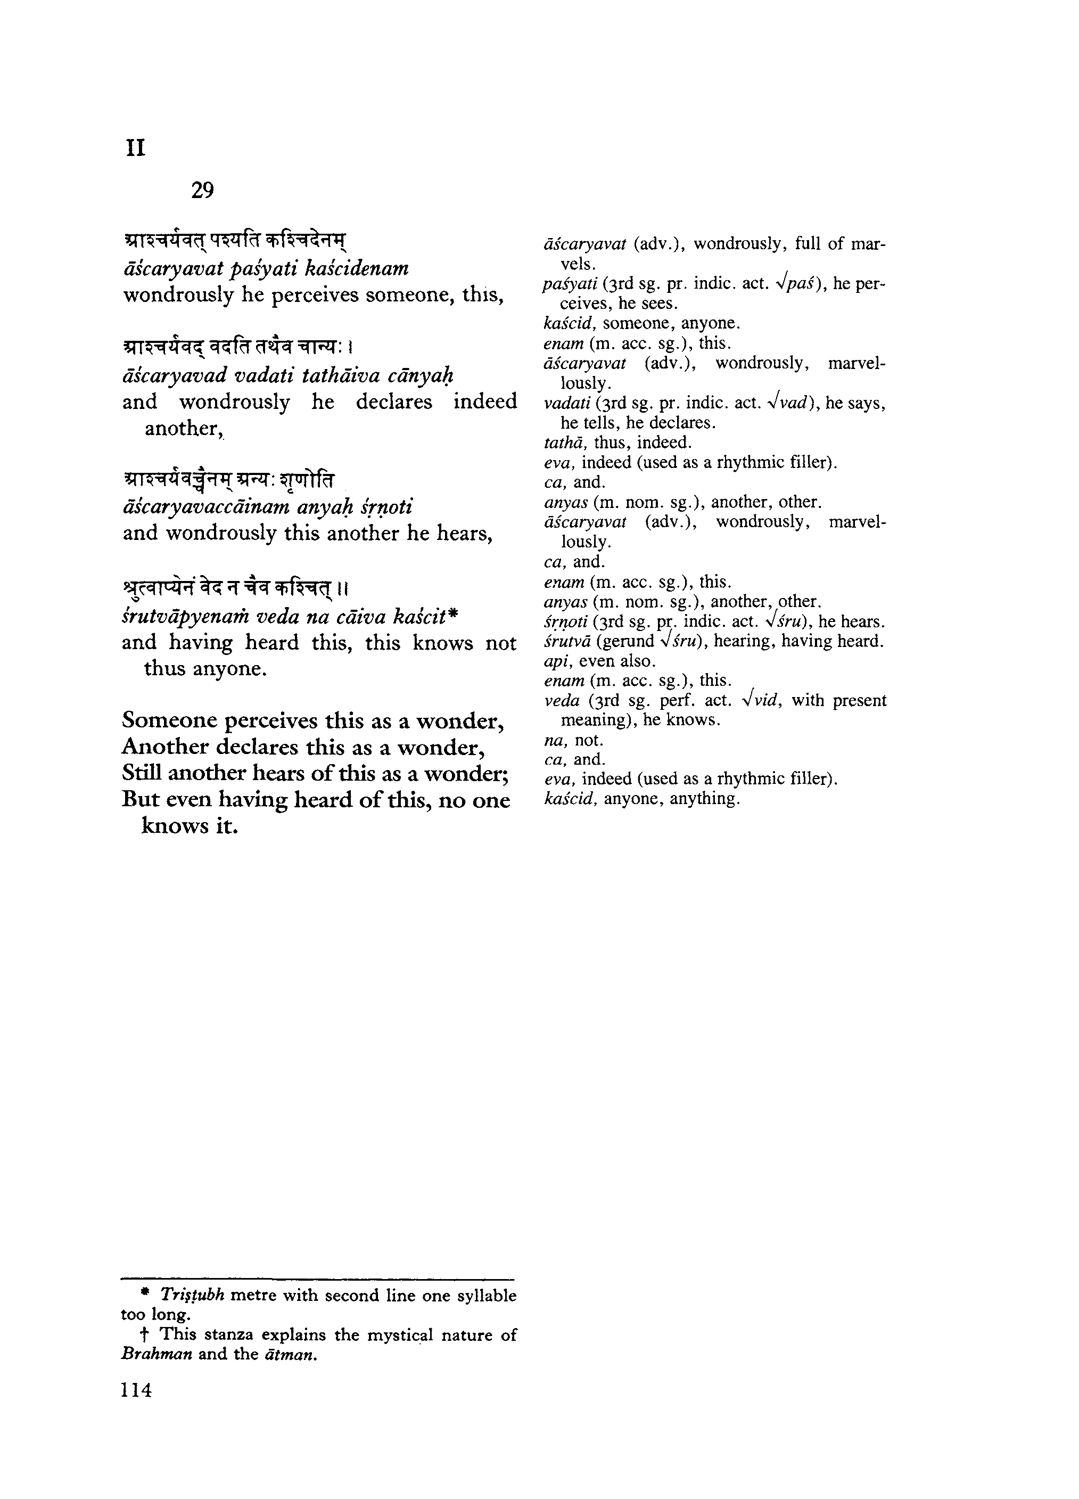 II
29
आश्चर्यवत् पश्यति कश्चिदेनम्
āścaryavat paśyati kaścidenam
wondrously he perceives someone, this,
आश्चर्यवद् वदति तथैव चान्यः।
āścaryavad vadati tathāiva cānyaḥ
and wondrously he declares indeed
another,
आश्चर्यवच्चैनम् अन्यः शृणोति
āścaryavaccāinam anyaḥ śṛṇoti
and wondrously this another he hears,
श्रुत्वाप्येनं वेद न चैव कश्चित्॥
śrutvāpyenaṁ veda na cāiva kaścit*
and having heard this, this knows not
thus anyone.
Someone perceives this as a wonder,
Another declares this as a wonder,
Still another hears of this as a wonder;
But even having heard of this, no one
knows it.
āścaryavat (adv.), wondrously, full of mar-
vels.
paśyati (3rd sg. pr. indic. act. √paś), he per-
ceives, he sees.
kaścid, someone, anyone.
enam (m. acc. sg.), this.
āścaryavat (adv.), wondrously, marvel-
lously.
vadati (3rd sg. pr. indic. act. √vad), he says,
he tells, he declares.
tathā, thus, indeed.
eva, indeed (used as a rhythmic filler).
ca, and.
anyas (m. nom. sg.), another, other.
āścaryavat (adv.), wondrously, marvel-
lously.
ca, and.
enam (m. acc. sg.), this.
anyas (m. nom. sg.), another, other.
śṛṇoti (3rd sg. pr. indic. act. √śru), he hears.
śrutvā (gerund √śru), hearing, having heard.
api, even also.
enam (m. acc. sg.), this.
veda (3rd sg. perf. act. √vid, with present
meaning), he knows.
na, not.
ca, and.
eva, indeed (used as a rhythmic filler).
kaścid, anyone, anything.
* Triṣṭubh metre with second line one syllable
too long.
† This stanza explains the mystical nature of
Brahman and the ātman.
114